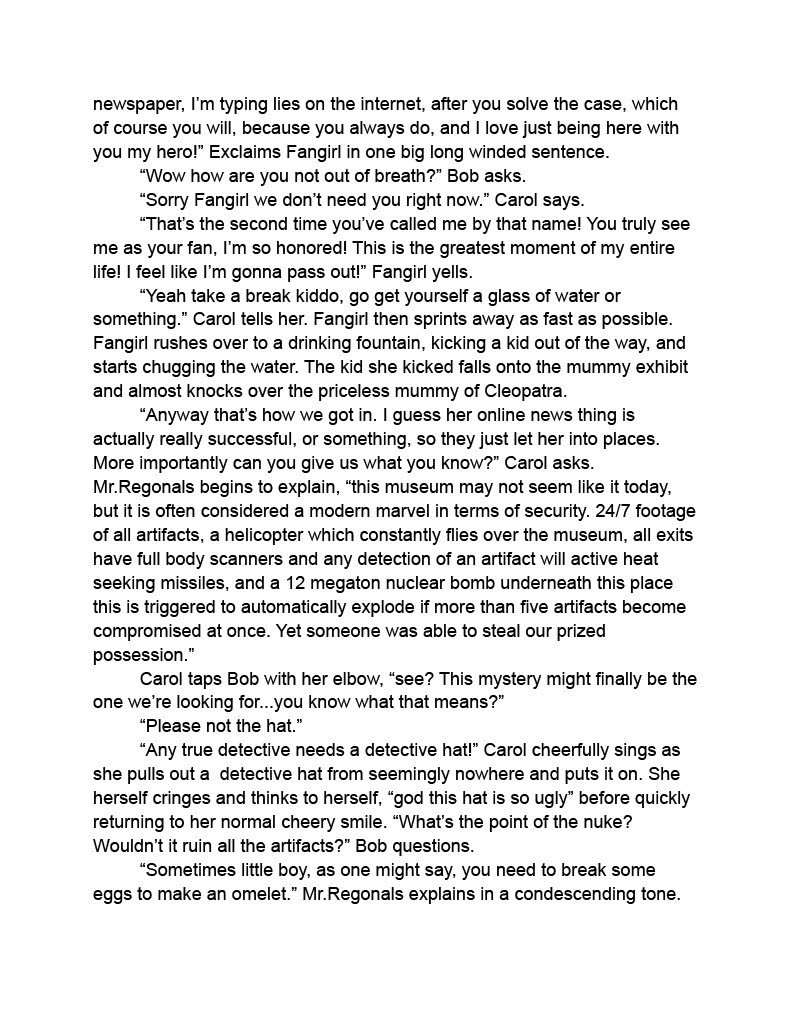 newspaper, I’m typing lies on the internet, after you solve the case, which
of course you will, because you always do, and I love just being here with
you my hero!” Exclaims Fangirl in one big long winded sentence.
“Wow how are you not out of breath?” Bob asks.
“Sorry Fangirl we don’t need you right now.” Carol says.
“That’s the second time you’ve called me by that name! You truly see
me as your fan, I’m so honored! This is the greatest moment of my entire
life! I feel like I’m gonna pass out!” Fangirl yells.
“Yeah take a break kiddo, go get yourself a glass of water or
something.” Carol tells her. Fangirl then sprints away as fast as possible.
Fangirl rushes over to a drinking fountain, kicking a kid out of the way, and
starts chugging the water. The kid she kicked falls onto the mummy exhibit
and almost knocks over the priceless mummy of Cleopatra.
“Anyway that’s how we got in. I guess her online news thing is
actually really successful, or something, so they just let her into places.
More importantly can you give us what you know?” Carol asks.
Mr.Regonals begins to explain, “this museum may not seem like it today,
but it is often considered a modern marvel in terms of security. 24/7 footage
of all artifacts, a helicopter which constantly flies over the museum, all exits
have full body scanners and any detection of an artifact will active heat
seeking missiles, and a 12 megaton nuclear bomb underneath this place
this is triggered to automatically explode if more than five artifacts become
compromised at once. Yet someone was able to steal our prized
possession.”
Carol taps Bob with her elbow, “see? This mystery might finally be the
one we’re looking for...you know what that means?”
“Please not the hat.”
“Any true detective needs a detective hat!” Carol cheerfully sings as
she pulls out a  detective hat from seemingly nowhere and puts it on. She
herself cringes and thinks to herself, “god this hat is so ugly” before quickly
returning to her normal cheery smile. “What’s the point of the nuke?
Wouldn’t it ruin all the artifacts?” Bob questions.
“Sometimes little boy, as one might say, you need to break some
eggs to make an omelet.” Mr.Regonals explains in a condescending tone.